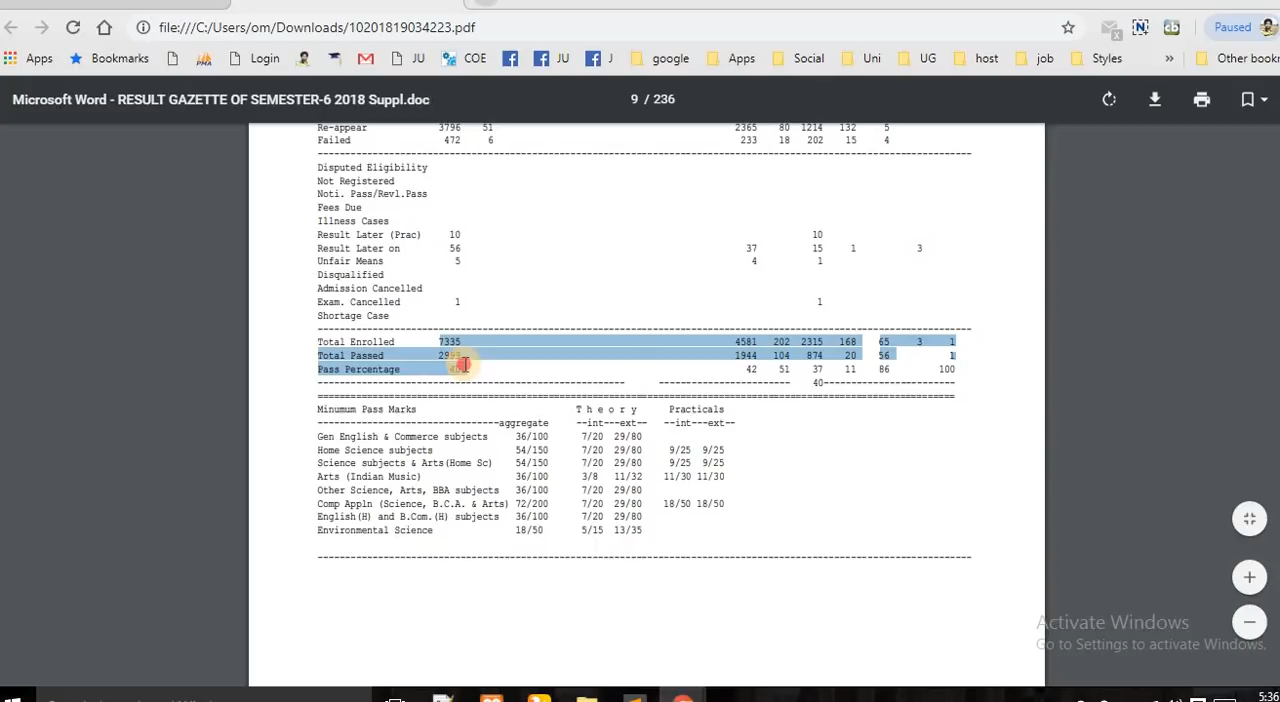 file:///C:/Users/om/Downloads/10201819034223.pdf Paused
Apps Bookmarks Login JU COE JU J google Apps Social Uni UG host job Styles » Other bookr
Microsoft Word - RESULT GAZETTE OF SEMESTER-6 2018 Suppl.doc 9 / 236
Re-appear 3796 51 2365 80 1214 132 5
Failed 472 6 233 18 202 15 4
Disputed Eligibility
Not Registered
Noti. Pass/Revl.Pass
Fees Due
Illness Cases
Result Later (Prac) 10 10
Result Later on 56 37 15 1 3
Unfair Means 5 4 1
Disqualified
Admission Cancelled
Exam. Cancelled 1 1
Shortage Case
Total Enrolled 7335 4581 202 2315 168 65 3 1
Total Passed 1944 104 874 20 56 1
Pass Percentage 42 51 37 11 86 100
40
Minumum Pass Marks T h e o r y Practicals
aggregate --int---ext-- --int---ext--
Gen English & Commerce subjects 36/100 7/20 29/80
Home Science subjects 54/150 7/20 29/80 9/25 9/25
Science subjects & Arts(Home Sc) 54/150 7/20 29/80 9/25 9/25
Arts (Indian Music) 36/100 3/8 11/32 11/30 11/30
Other Science, Arts, BBA subjects 36/100 7/20 29/80
Comp Appln (Science, B.C.A. & Arts) 72/200 7/20 29/80 18/50 18/50
English(H) and B.Com.(H) subjects 36/100 7/20 29/80
Environmental Science 18/50 5/15 13/35
Activate Windows
Go to Settings to activate Windows.
5:36